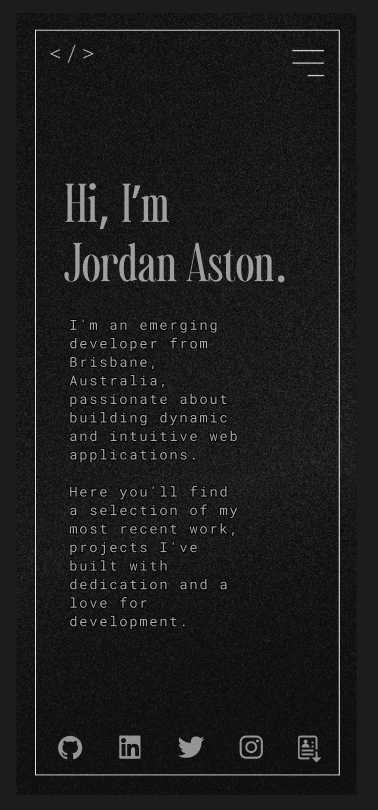 </>
Hi, I'm
Jordan Aston.
I'm an emerging
developer from
Brisbane,
Australia,
passionate about
building dynamic
and intuitive web
applications.
Here you'll find
a selection of my
most recent work,
projects I've
built with
dedication and a
love for
development.
in